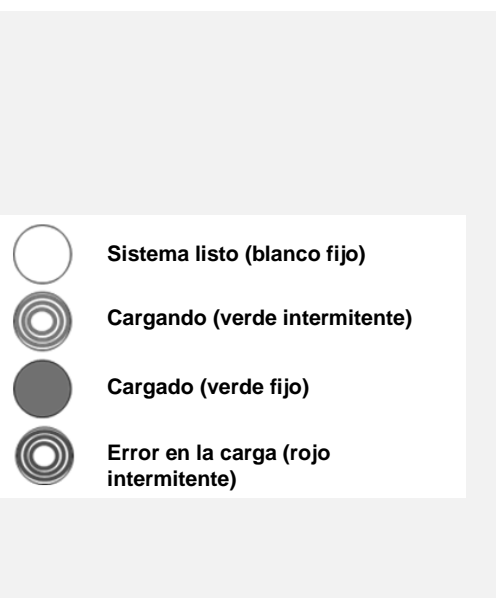 Sistema listo (blanco fijo)
Cargando (verde intermitente)
Cargado (verde fijo)
Error en la carga (rojo
intermitente)